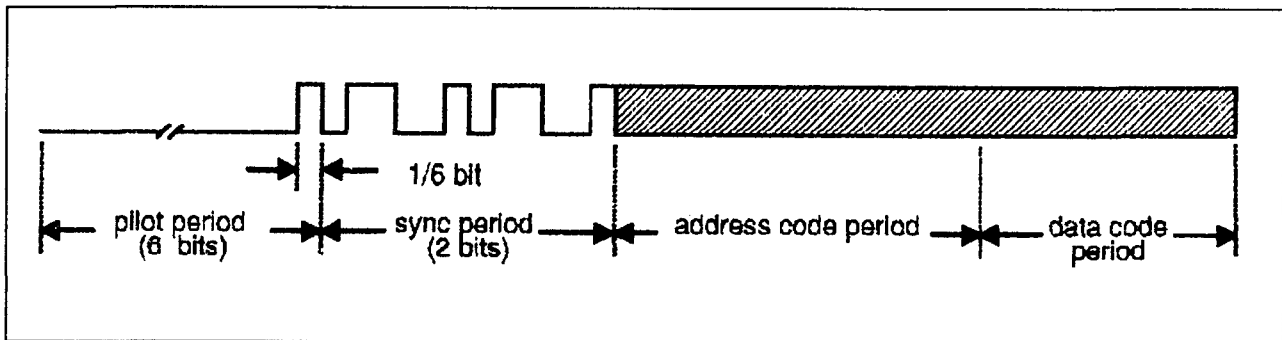 1/6 bit
pilot period
(6 bits)
sync period
(2 bits)
address code period
data code
period